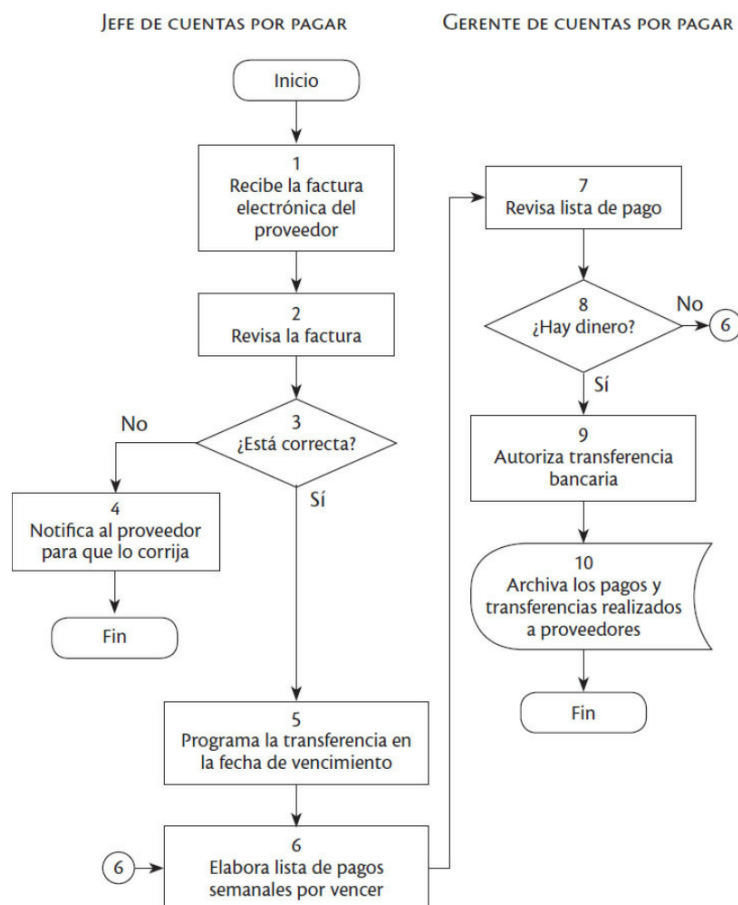 JEFE DE CUENTAS POR PAGAR
Inicio
1
Recibe la factura
electrónica del
proveedor
2
Revisa la factura
3
¿Está correcta?
No
Sí
4
Notifica al proveedor
para que lo corrija
Fin
5
Programa la transferencia en
la fecha de vencimiento
6
6
Elabora lista de pagos
semanales por vencer
GERENTE DE CUENTAS POR PAGAR
7
Revisa lista de pago
8
¿Hay dinero?
No
6
Sí
9
Autoriza transferencia
bancaria
10
Archiva los pagos y
transferencias realizados
a proveedores
Fin